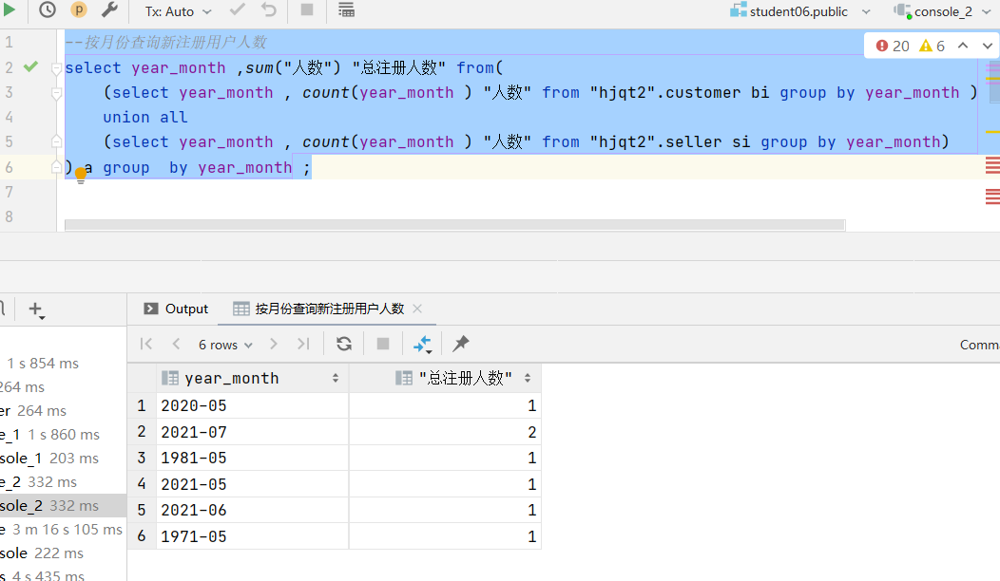 Tx: Auto
student06.public
console_2
1 --按月份查询新注册用户人数
20 6
2 select year_month ,sum("人数") "总注册人数" from(
3 (select year_month , count(year_month ) "人数" from "hjqt2".customer bi group by year_month )
4 union all
5 (select year_month , count(year_month ) "人数" from "hjqt2".seller si group by year_month)
6 ) a group by year_month ;
7
8
Output
按月份查询新注册用户人数
6 rows
Comm
1 s 854 ms
264 ms
er 264 ms
e_1 1 s 860 ms
sole_1 203 ms
e_2 332 ms
sole_2 332 ms
e 3 m 16 s 105 ms
sole 222 ms
s 4 s 435 ms
year_month "总注册人数"
1 2020-05 1
2 2021-07 2
3 1981-05 1
4 2021-05 1
5 2021-06 1
6 1971-05 1